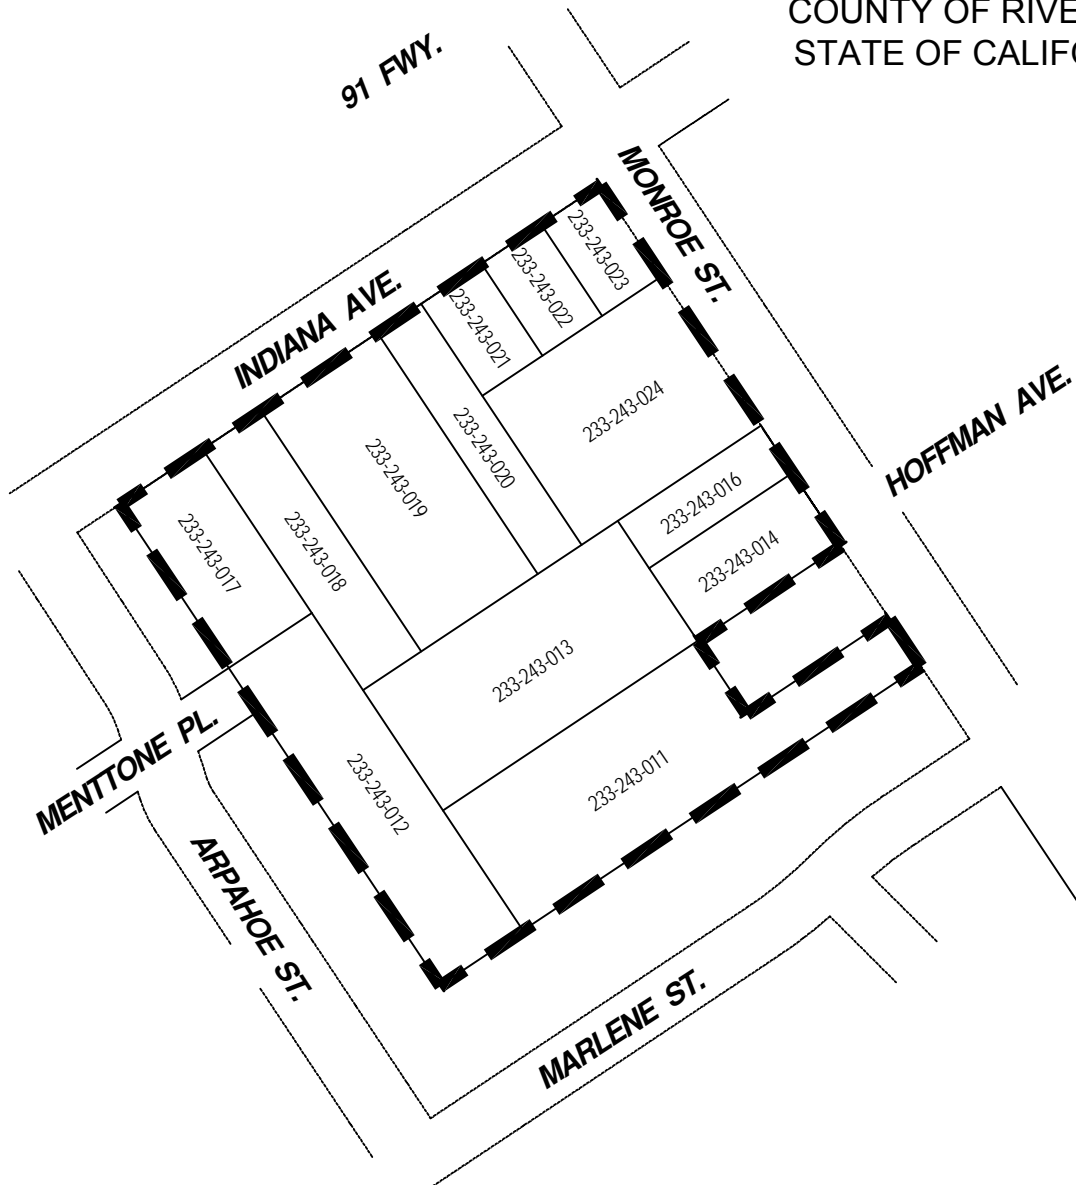 COUNTY OF RIVE
STATE OF CALIFO
91 FWY.
MONROE ST.
INDIANA AVE.
HOFFMAN AVE.
233-243-023
233-243-022
233-243-021
233-243-024
233-243-020
233-243-019
233-243-016
233-243-014
233-243-018
233-243-017
233-243-013
233-243-011
233-243-012
MENTTONE PL.
ARPAHOE ST.
MARLENE ST.